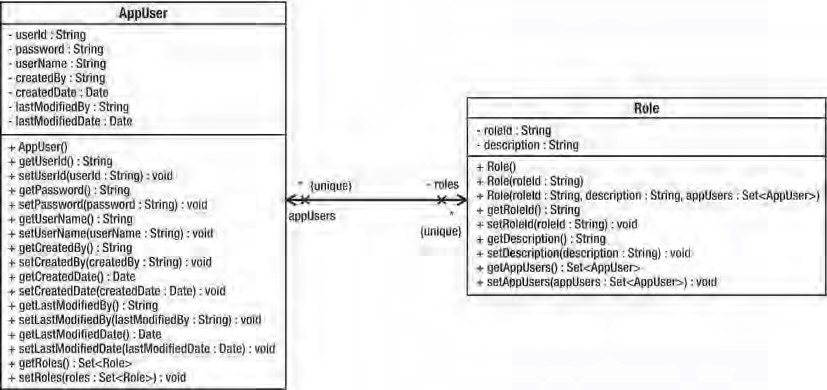 AppUser
- userId : String
- password : String
- userName : String
- createdBy : String
- createdDate : Date
- lastModifiedBy : String
- lastModifiedDate : Date
+ AppUser()
+ getUserId() : String
+ setUserId(userId : String) : void
+ getPassword() : String
+ setPassword(password : String) : void
+ getUserName() : String
+ setUserName(userName : String) : void
+ getCreatedBy() : String
+ setCreatedBy(createdBy : String) : void
+ getCreatedDate() : Date
+ setCreatedDate(createdDate : Date) : void
+ getLastModifiedBy() : String
+ setLastModifiedBy(lastModifiedBy : String) : void
+ getLastModifiedDate() : Date
+ setLastModifiedDate(lastModifiedDate : Date) : void
+ getRoles() : Set<Role>
+ setRoles(roles : Set<Role>) : void
* {unique}
appUsers
- roles
*
{unique}
Role
- roleId : String
- description : String
+ Role()
+ Role(roleId : String)
+ Role(roleId : String, description : String, appUsers : Set<AppUser>)
+ getRoleId() : String
+ setRoleId(roleId : String) : void
+ getDescription() : String
+ setDescription(description : String) : void
+ getAppUsers() : Set<AppUser>
+ setAppUsers(appUsers : Set<AppUser>) : void